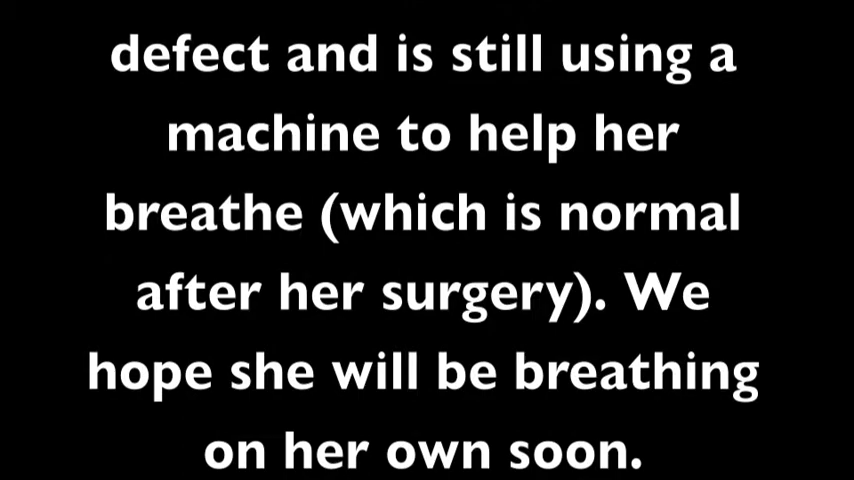 defect and is still using a
machine to help her
breathe (which is normal
after her surgery). We
hope she will be breathing
on her own soon.